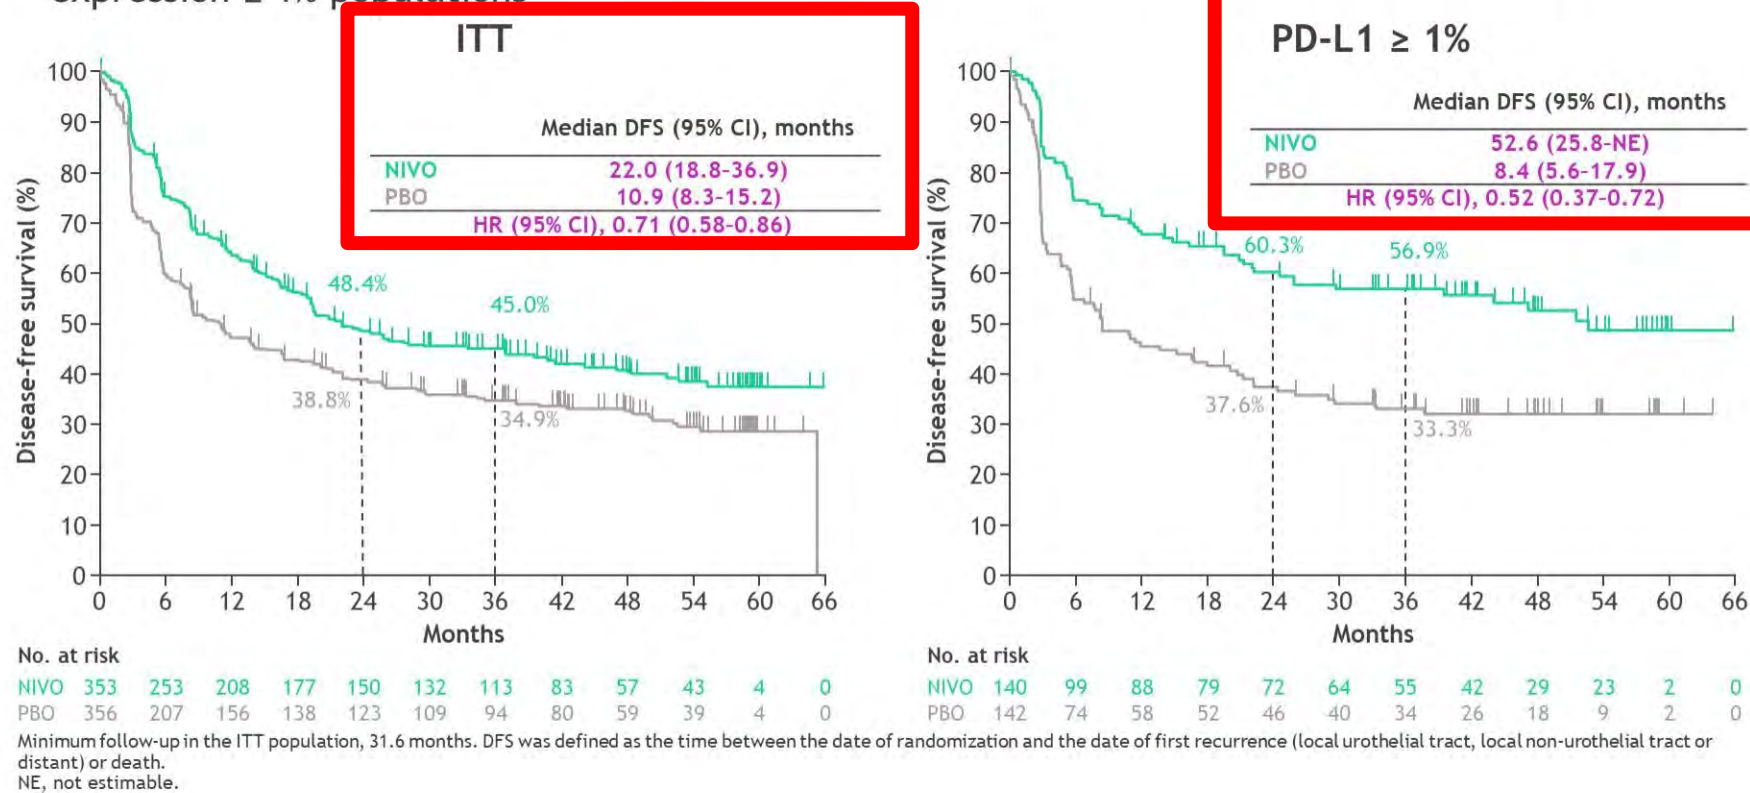 ITT
Median DFS (95% CI), months
NIVO 22.0 (18.8-36.9)
PBO 10.9 (8.3-15.2)
HR (95% CI), 0.71 (0.58-0.86)
Disease-free survival (%)
100
90
80
70
60
50
40
30
20
10
0
48.4%
45.0%
38.8%
34.9%
0 6 12 18 24 30 36 42 48 54 60 66
Months
No. at risk
NIVO 353 253 208 177 150 132 113 83 57 43 4 0
PBO 356 207 156 138 123 109 94 80 59 39 4 0
PD-L1 ≥ 1%
Median DFS (95% CI), months
NIVO 52.6 (25.8-NE)
PBO 8.4 (5.6-17.9)
HR (95% CI), 0.52 (0.37-0.72)
Disease-free survival (%)
100
90
80
70
60
50
40
30
20
10
0
60.3%
56.9%
37.6%
33.3%
0 6 12 18 24 30 36 42 48 54 60 66
Months
No. at risk
NIVO 140 99 88 79 72 64 55 42 29 23 2 0
PBO 142 74 58 52 46 40 34 26 18 9 2 0
Minimum follow-up in the ITT population, 31.6 months. DFS was defined as the time between the date of randomization and the date of first recurrence (local urothelial tract, local non-urothelial tract or
distant) or death.
NE, not estimable.